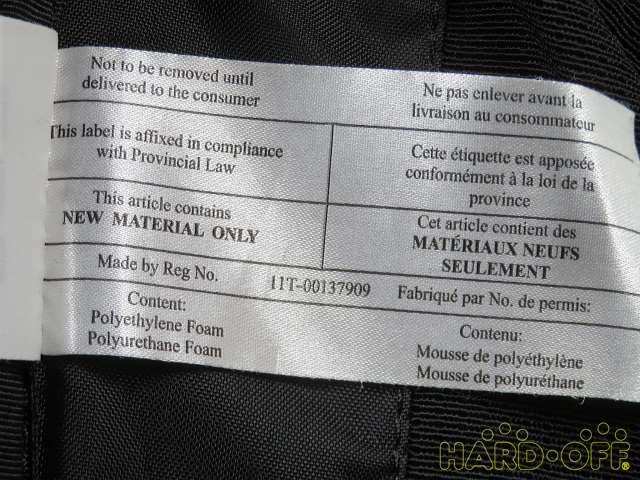 Not to be removed until
delivered to the consumer
Ne pas enlever avant la
livraison au consommateur
This label is affixed in compliance
with Provincial Law
Cette étiquette est apposée
conformément à la loi de la
province
This article contains
NEW MATERIAL ONLY
Cet article contient des
MATÉRIAUX NEUFS
SEULEMENT
Made by Reg No. 11T-00137909 Fabriqué par No. de permis:
Content:
Polyethylene Foam
Polyurethane Foam
Contenu:
Mousse de polyéthylène
Mousse de polyuréthane
HARD·OFF®